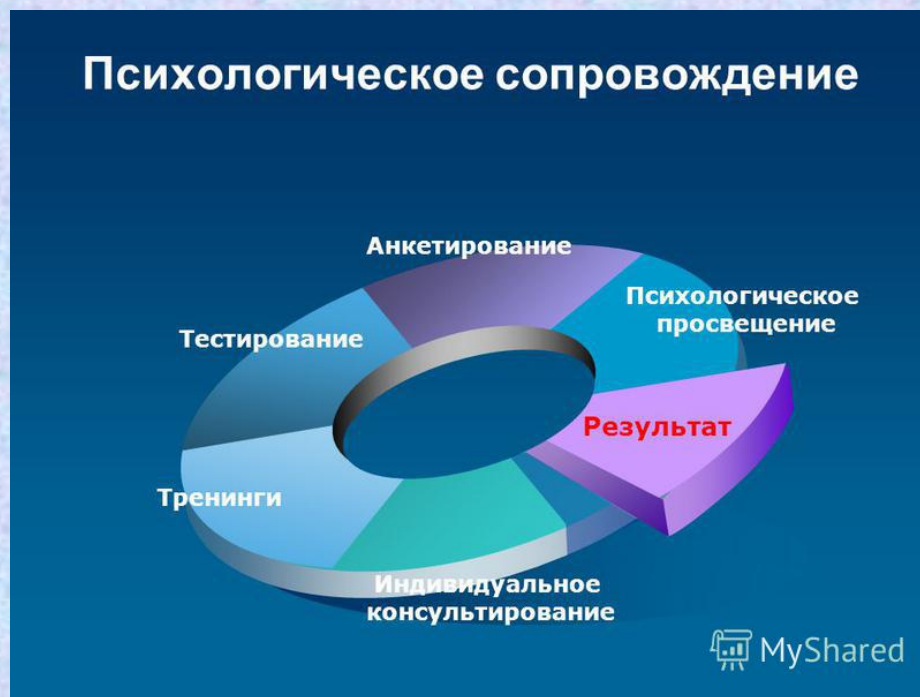 Психологическое сопровождение
Анкетирование
Психологическое
просвещение
Тестирование
Результат
Тренинги
Индивидуальное
консультирование
MyShared